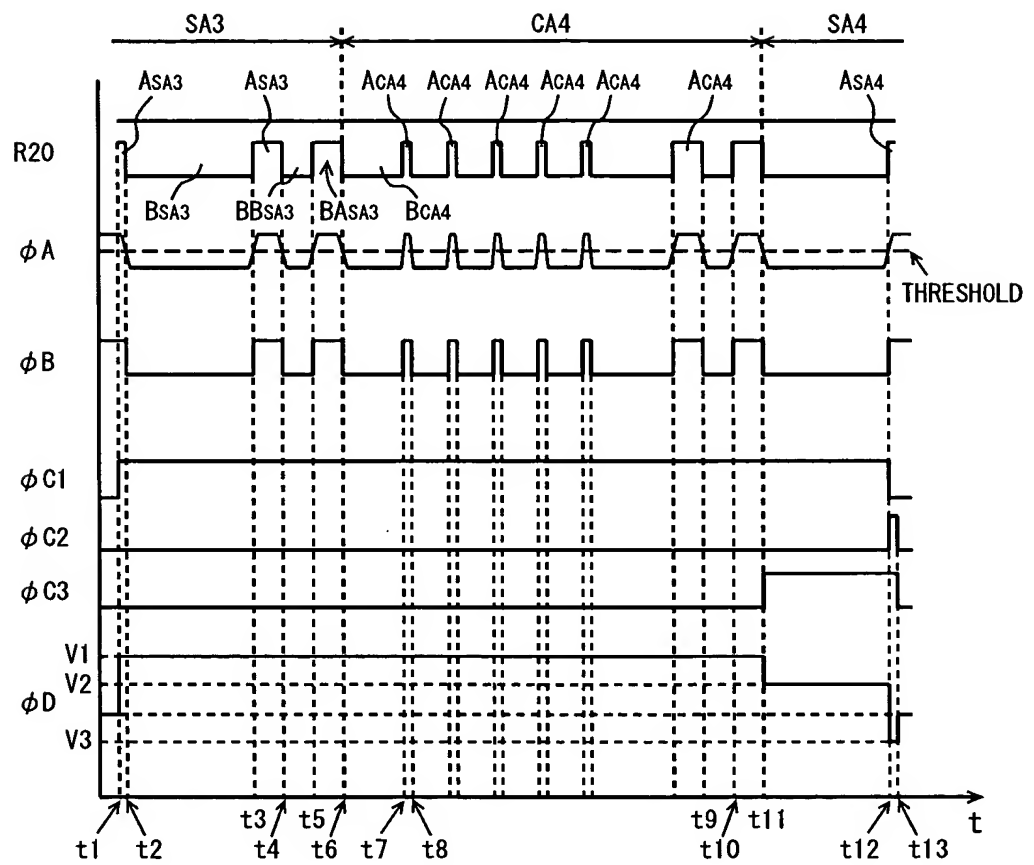 SA3 CA4 SA4
ASA3 ASA3 ACA4 ACA4 ACA4 ACA4 ACA4 ACA4 ASA4
R20
BSA3 BBSA3 BASA3 BCA4
φA
THRESHOLD
φB
φC1
φC2
φC3
V1
V2
φD
V3
t3 t5 t9 t11 t
t1 t2 t4 t6 t7 t8 t10 t12 t13